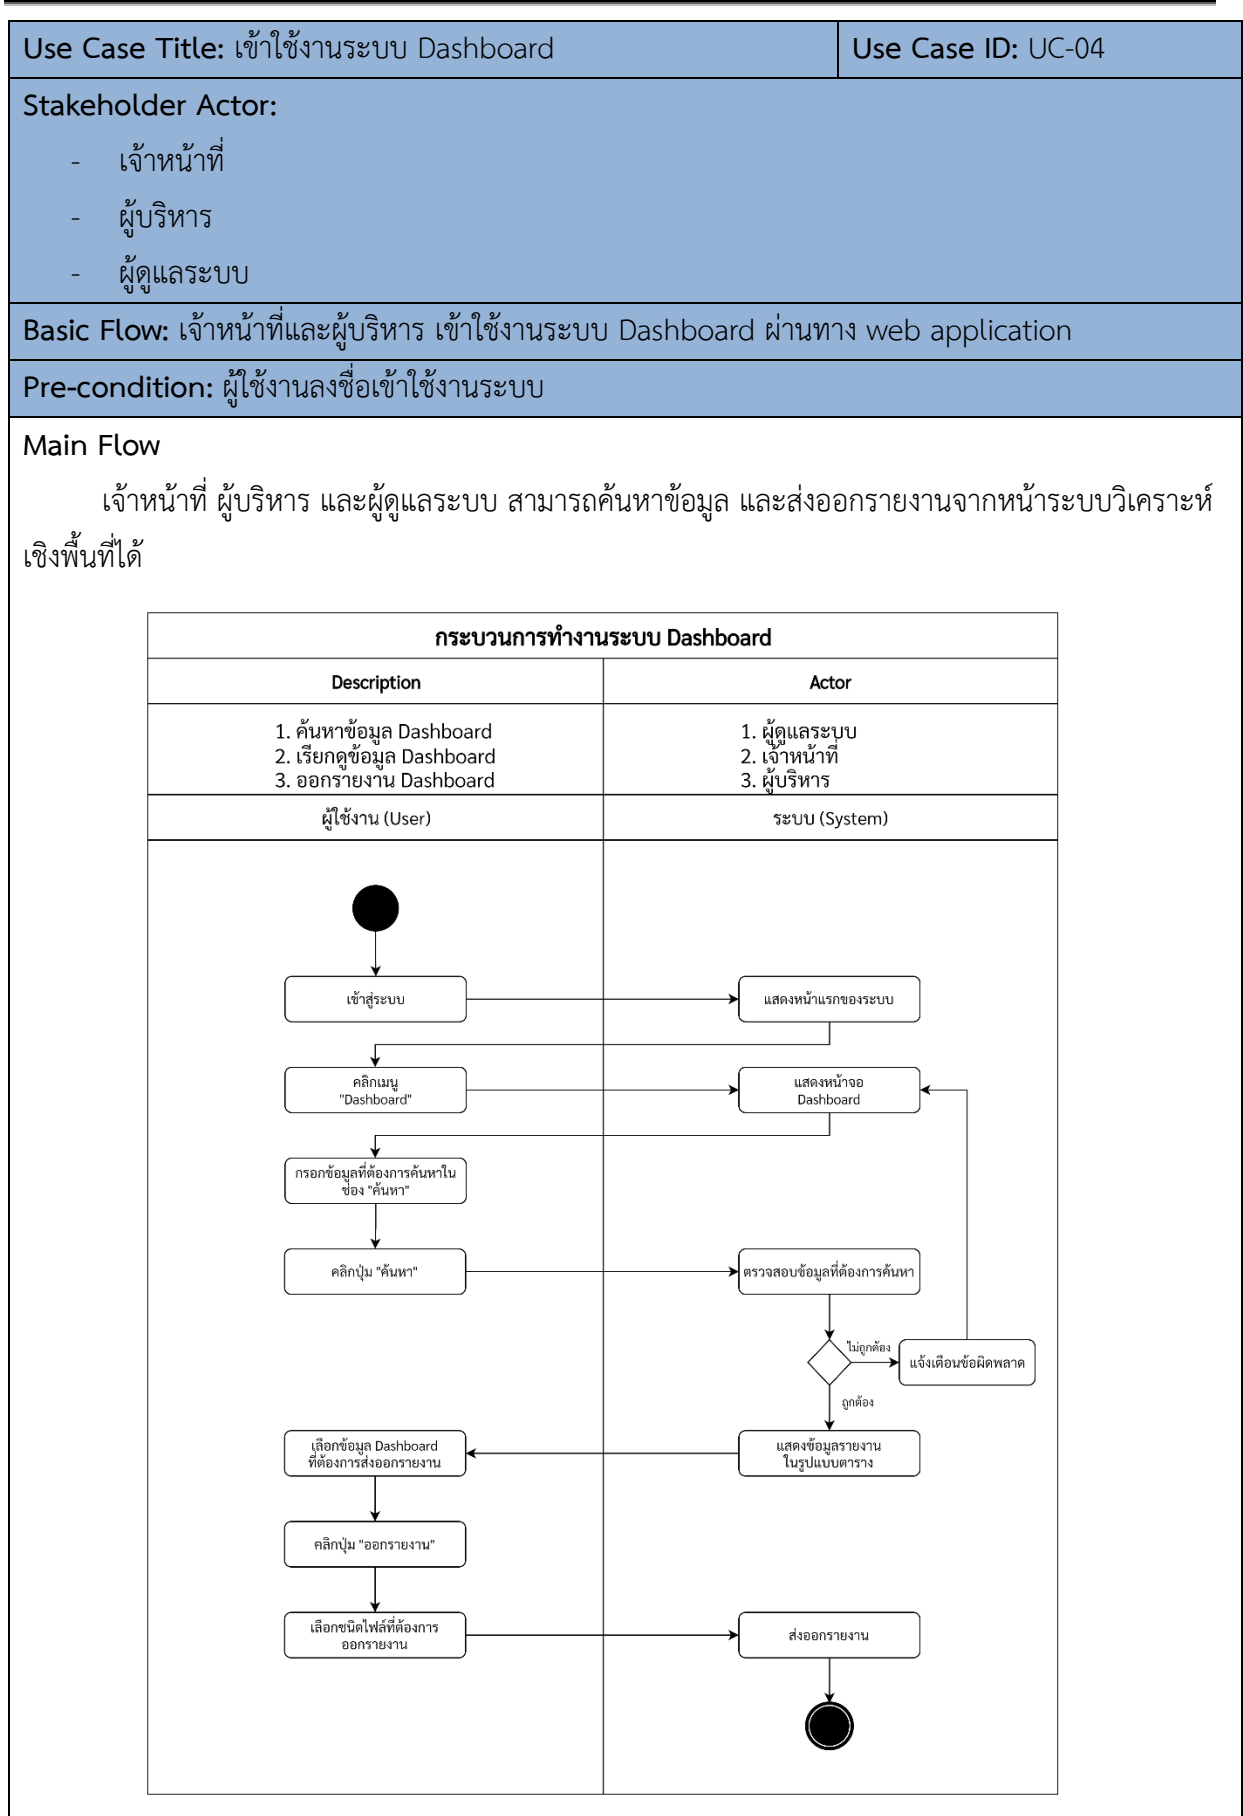 Use Case Title: เข้าใช้งานระบบ Dashboard
Use Case ID: UC-04
Stakeholder Actor:
- เจ้าหน้าที่
- ผู้บริหาร
- ผู้ดูแลระบบ
Basic Flow: เจ้าหน้าที่และผู้บริหาร เข้าใช้งานระบบ Dashboard ผ่านทาง web application
Pre-condition: ผู้ใช้งานลงชื่อเข้าใช้งานระบบ
Main Flow
เจ้าหน้าที่ ผู้บริหาร และผู้ดูแลระบบ สามารถค้นหาข้อมูล และส่งออกรายงานจากหน้าระบบวิเคราะห์
เชิงพื้นที่ได้
กระบวนการทำงานระบบ Dashboard
Description
Actor
1. ค้นหาข้อมูล Dashboard
2. เรียกดูข้อมูล Dashboard
3. ออกรายงาน Dashboard
1. ผู้ดูแลระบบ
2. เจ้าหน้าที่
3. ผู้บริหาร
ผู้ใช้งาน (User)
ระบบ (System)
เข้าสู่ระบบ
แสดงหน้าแรกของระบบ
คลิกเมนู
"Dashboard"
แสดงหน้าจอ
Dashboard
กรอกข้อมูลที่ต้องการค้นหาใน
ช่อง "ค้นหา"
คลิกปุ่ม "ค้นหา"
ตรวจสอบข้อมูลที่ต้องการค้นหา
ไม่ถูกต้อง
แจ้งเตือนข้อผิดพลาด
ถูกต้อง
เลือกข้อมูล Dashboard
ที่ต้องการส่งออกรายงาน
แสดงข้อมูลรายงาน
ในรูปแบบตาราง
คลิกปุ่ม "ออกรายงาน"
เลือกชนิดไฟล์ที่ต้องการ
ออกรายงาน
ส่งออกรายงาน